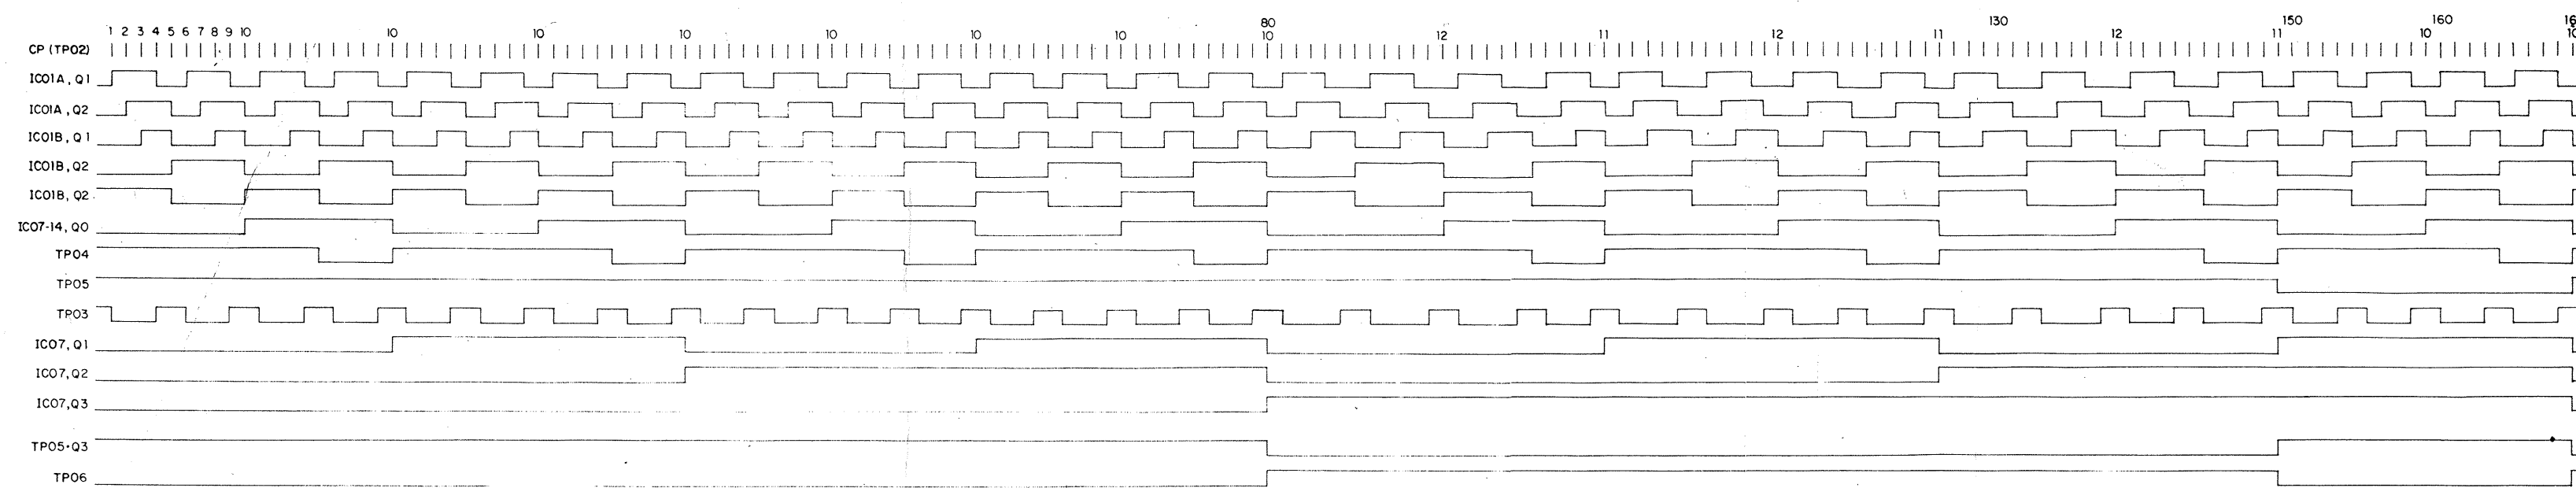 80 130 150 160
1 2 3 4 5 6 7 8 9 10 10 10 10 10 10 10 10 12 11 12 11 12 11 10
CP (TP02)
IC01A, Q1
IC01A, Q2
IC01B, Q1
IC01B, Q2
IC01B, Q2
IC07-14, Q0
TP04
TP05
TP03
IC07, Q1
IC07, Q2
IC07, Q3
TP05·Q3
TP06